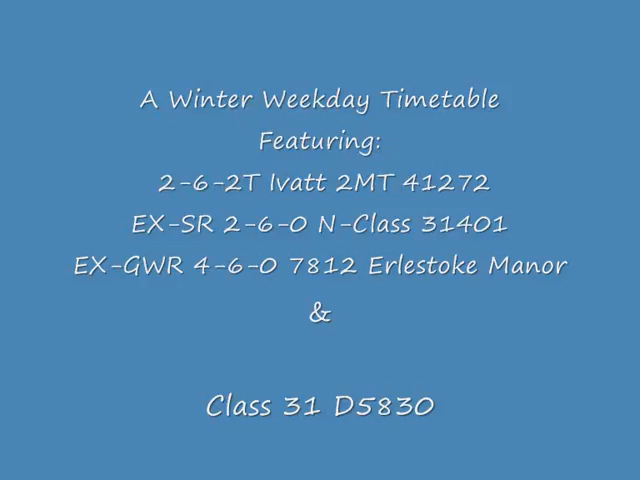 A Winter Weekday Timetable
Featuring:
2-6-2T Ivatt 2MT 41272
EX-SR 2-6-0 N-Class 31401
EX-GWR 4-6-0 7812 Erlestoke Manor
&
Class 31 D5830